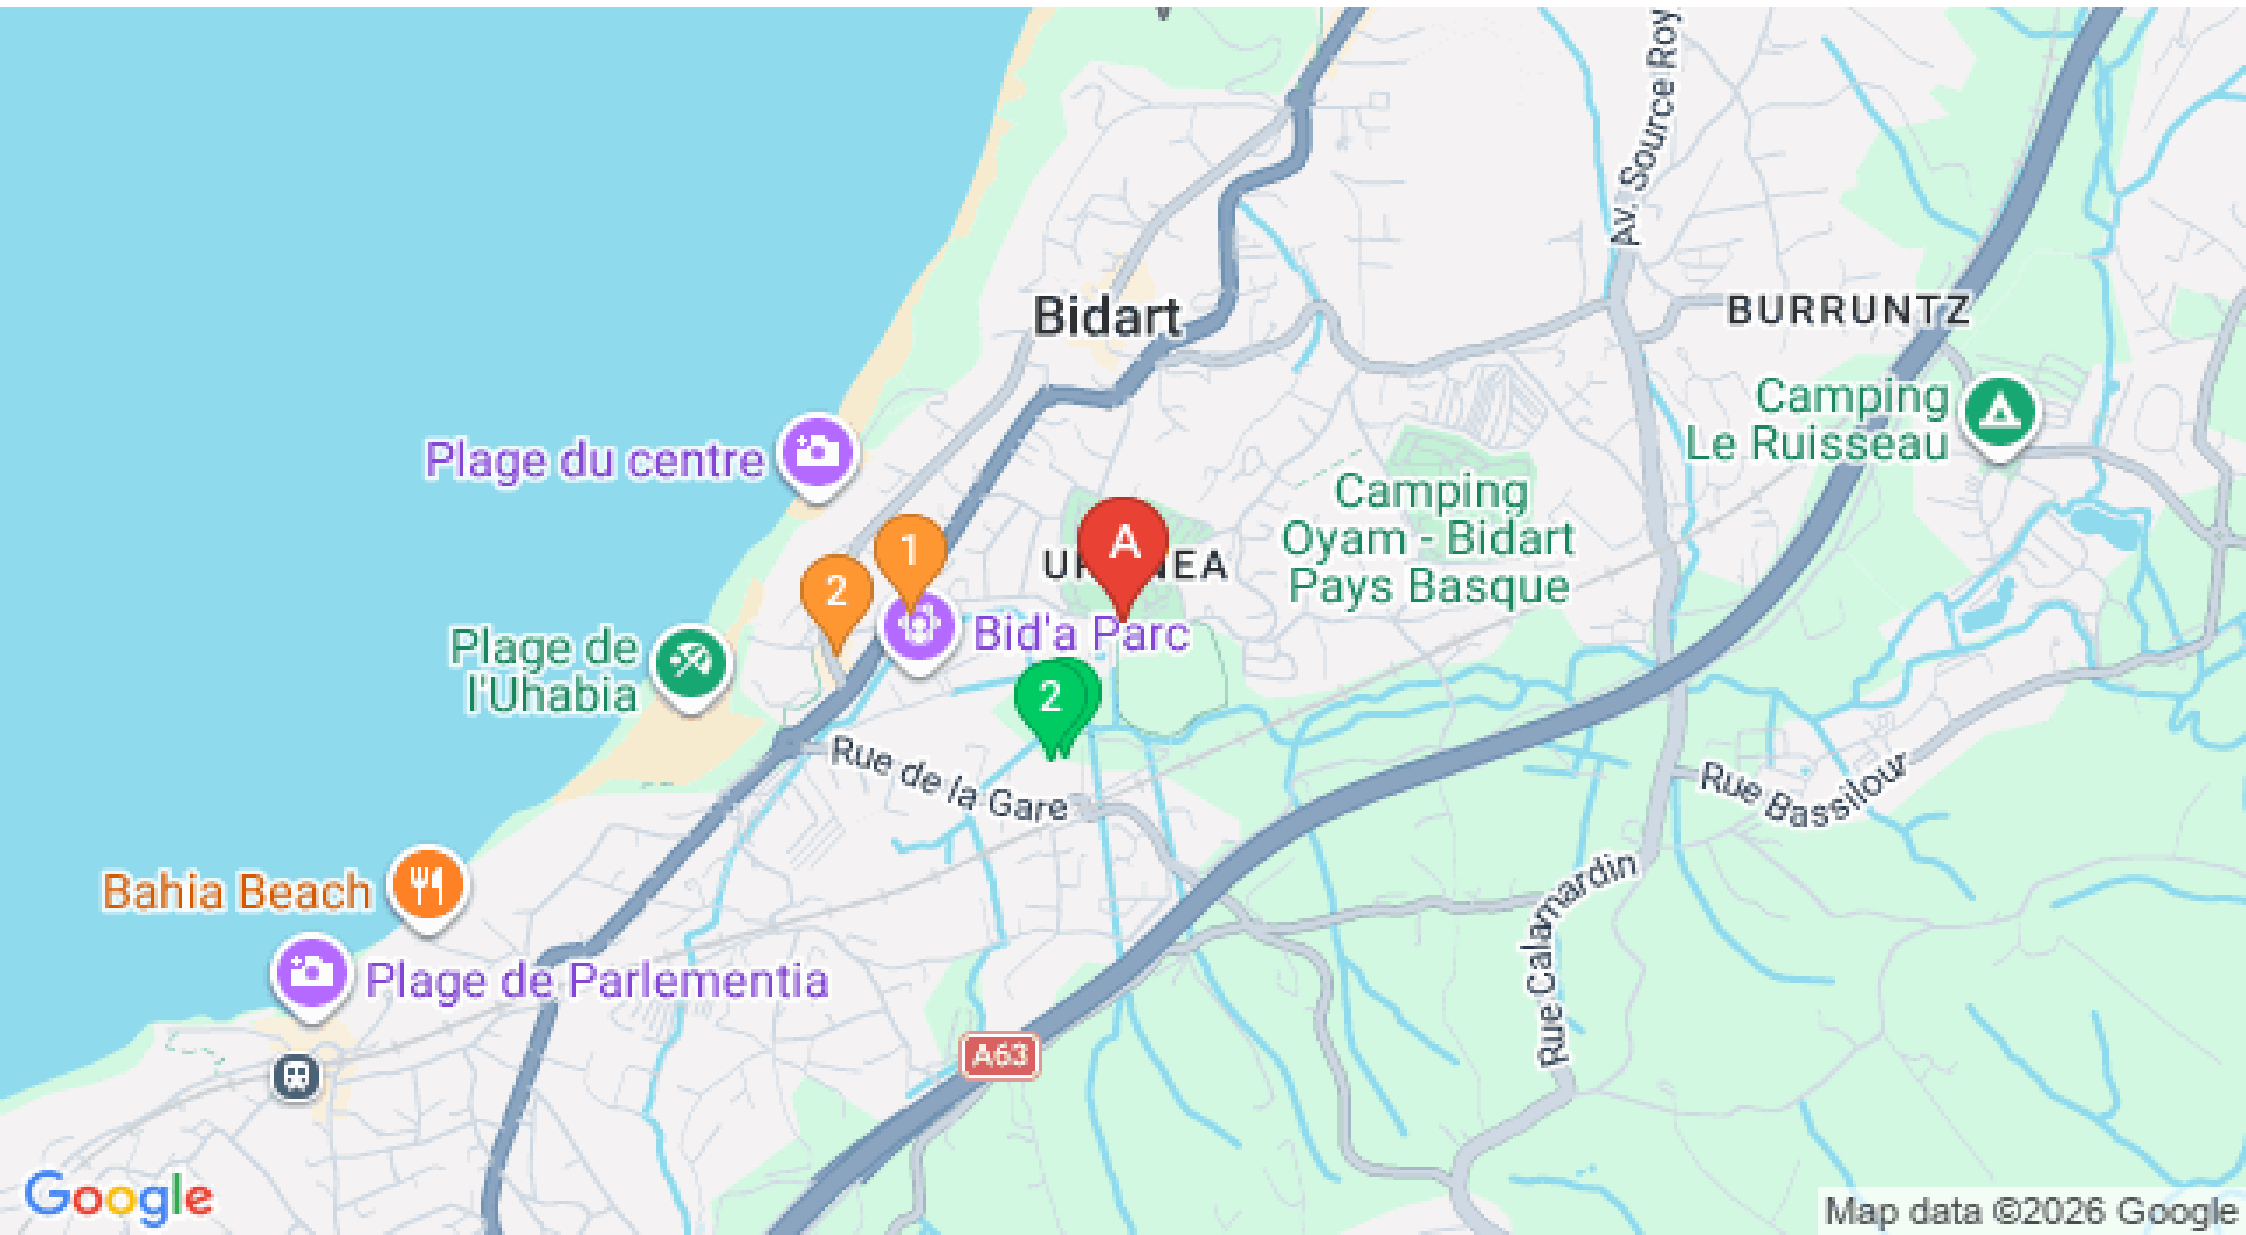 Av. Source Roy
Bidart
BURRUNTZ
Camping
Le Ruisseau
Plage du centre
Camping
Oyam - Bidart
Pays Basque
A
1
2
Bid'a Parc
Plage de
l'Uhabia
2
Rue de la Gare
Rue Bassilour
Bahia Beach
Rue Calamardin
Plage de Parlementia
A63
Google
Map data ©2026 Google